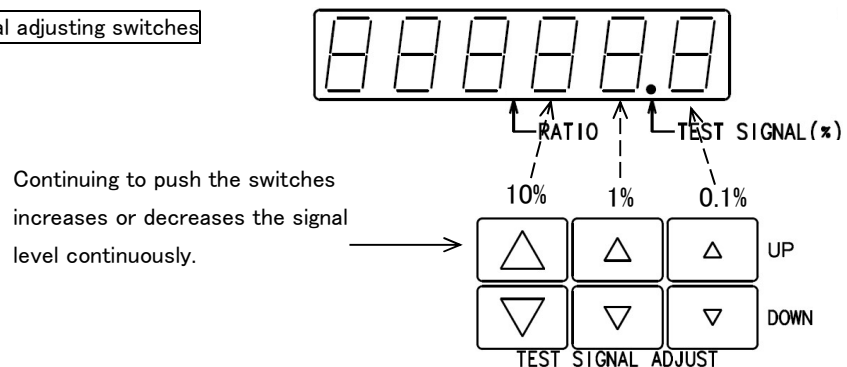 al adjusting switches
RATIO
TEST SIGNAL(%)
10%
1%
0.1%
Continuing to push the switches
increases or decreases the signal
level continuously.
UP
DOWN
TEST SIGNAL ADJUST